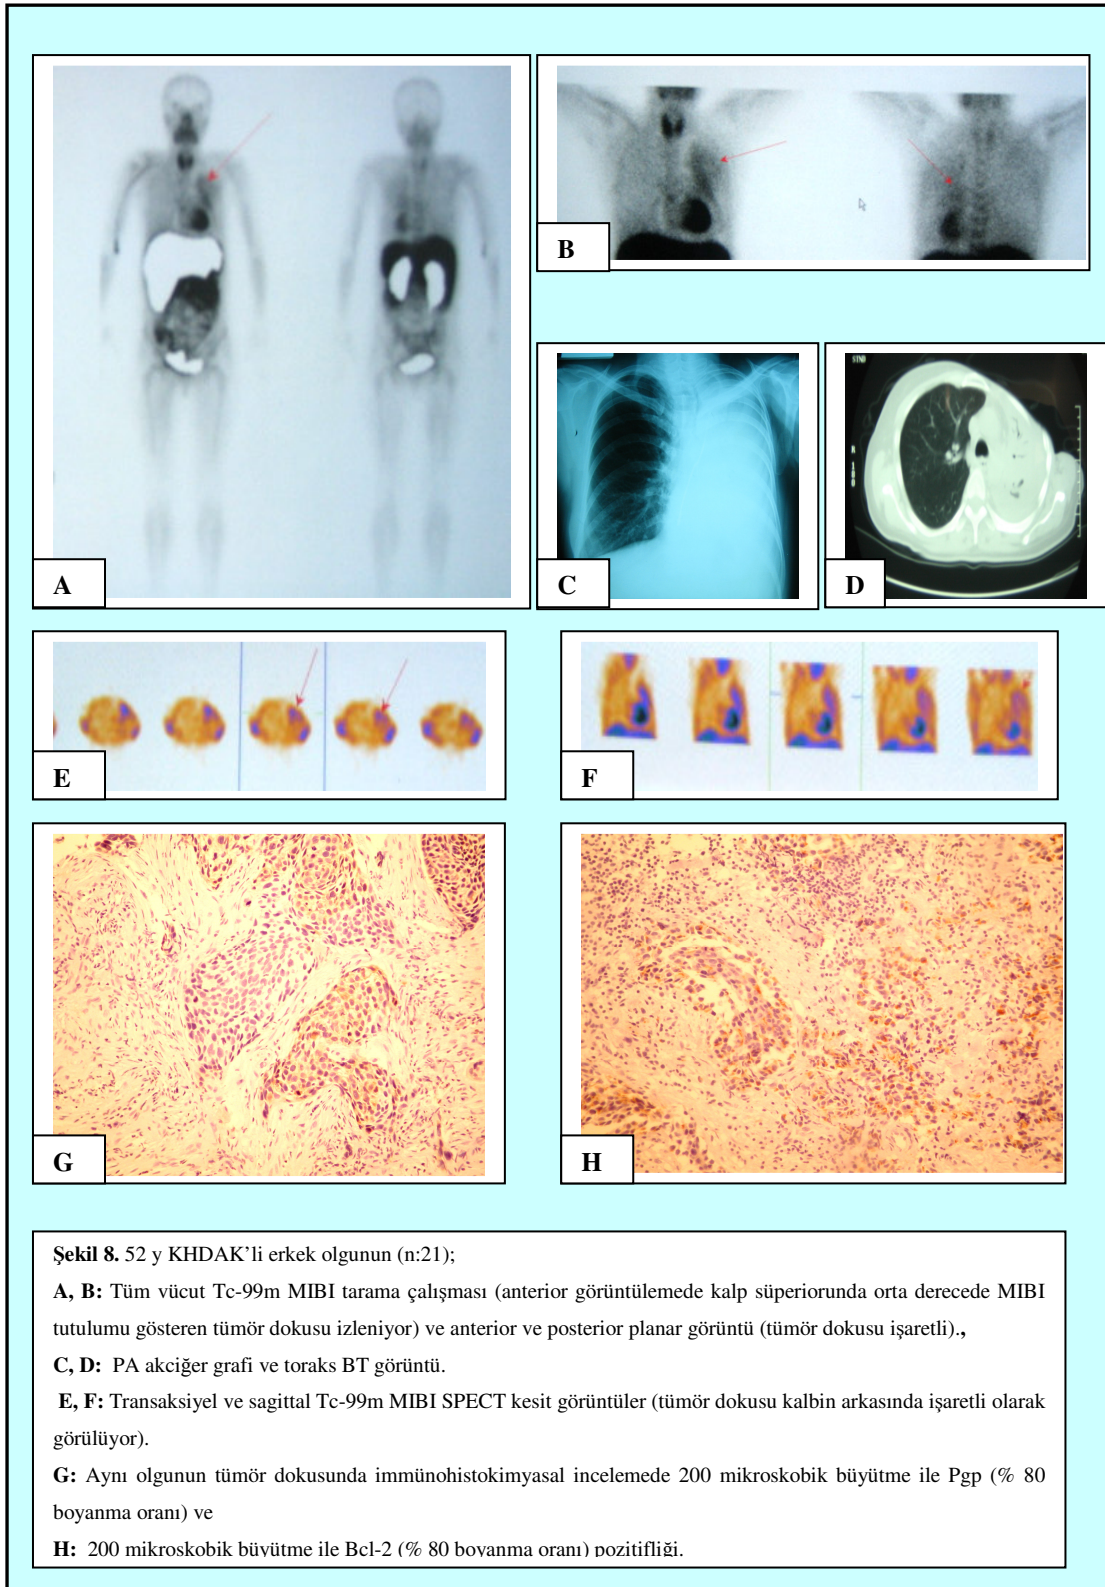 A
B
C
D
E
F
G
H
Şekil 8. 52 y KHDAK'li erkek olgunun (n:21);
A, B: Tüm vücut Tc-99m MIBI tarama çalışması (anterior görüntülemede kalp süperiorunda orta derecede MIBI
tutulumu gösteren tümör dokusu izleniyor) ve anterior ve posterior planar görüntü (tümör dokusu işaretli).,
C, D: PA akciğer grafi ve toraks BT görüntü.
E, F: Transaksiyel ve sagittal Tc-99m MIBI SPECT kesit görüntüler (tümör dokusu kalbin arkasında işaretli olarak
görülüyor).
G: Aynı olgunun tümör dokusunda immünohistokimyasal incelemede 200 mikroskobik büyütme ile Pgp (% 80
boyanma oranı) ve
H: 200 mikroskobik büyütme ile Bcl-2 (% 80 boyanma oranı) pozitifliği.